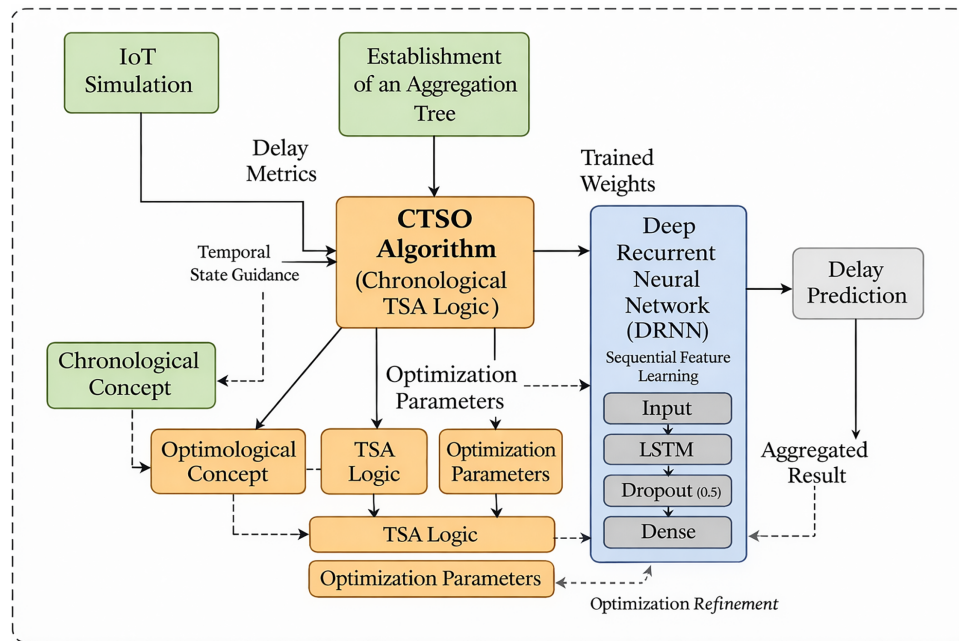 IoT
Simulation
Establishment
of an Aggregation
Tree
Delay
Metrics
Trained
Weights
CTSO
Algorithm
(Chronological
TSA Logic)
Temporal
State Guidance
Deep
Recurrent
Neural
Network
(DRNN)
Sequential Feature
Learning
Input
LSTM
Dropout (0.5)
Dense
Delay
Prediction
Chronological
Concept
Optimization
Parameters
Optimological
Concept
TSA
Logic
Optimization
Parameters
Aggregated
Result
TSA Logic
Optimization Parameters
Optimization Refinement